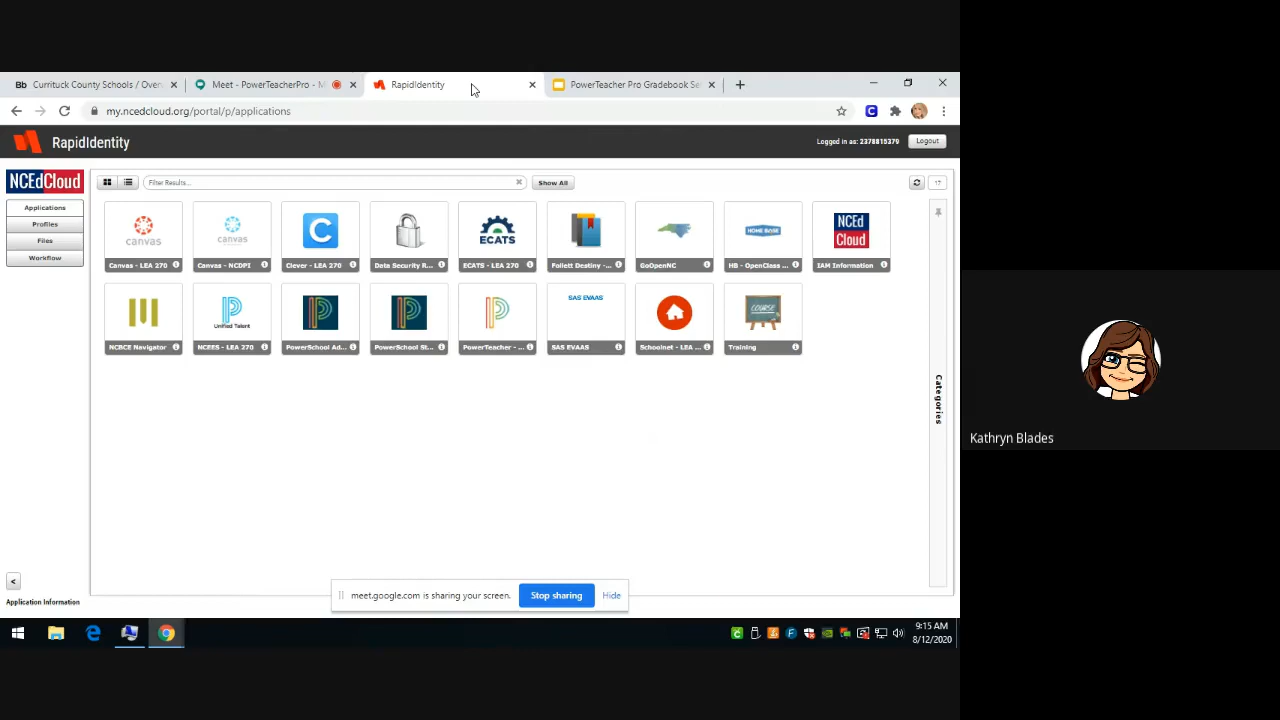 Bb Currituck County Schools / Over
Meet - PowerTeacherPro - M
RapidIdentity
PowerTeacher Pro Gradebook Se
my.ncedcloud.org/portal/p/applications
RapidIdentity
Logged in as: 2378815379
Logout
NCEdCloud
Filter Results...
Show All
17
Applications
Profiles
Files
Workflow
canvas
canvas
C
ECATS
HOME BASE
NCEd Cloud
Canvas - LEA 270
Canvas - NCDPI
Clever - LEA 270
Data Security R...
ECATS - LEA 270
Follett Destiny -...
GoOpenNC
HB - OpenClass ...
IAM Information
Unified Talent
SAS EVAAS
COURSE
NCBCE Navigator
NCEES - LEA 270
PowerSchool Ad...
PowerSchool St...
PowerTeacher - ...
SAS EVAAS
Schoolnet - LEA ...
Training
Categories
Kathryn Blades
<
meet.google.com is sharing your screen.
Stop sharing
Hide
Application Information
9:15 AM
8/12/2020